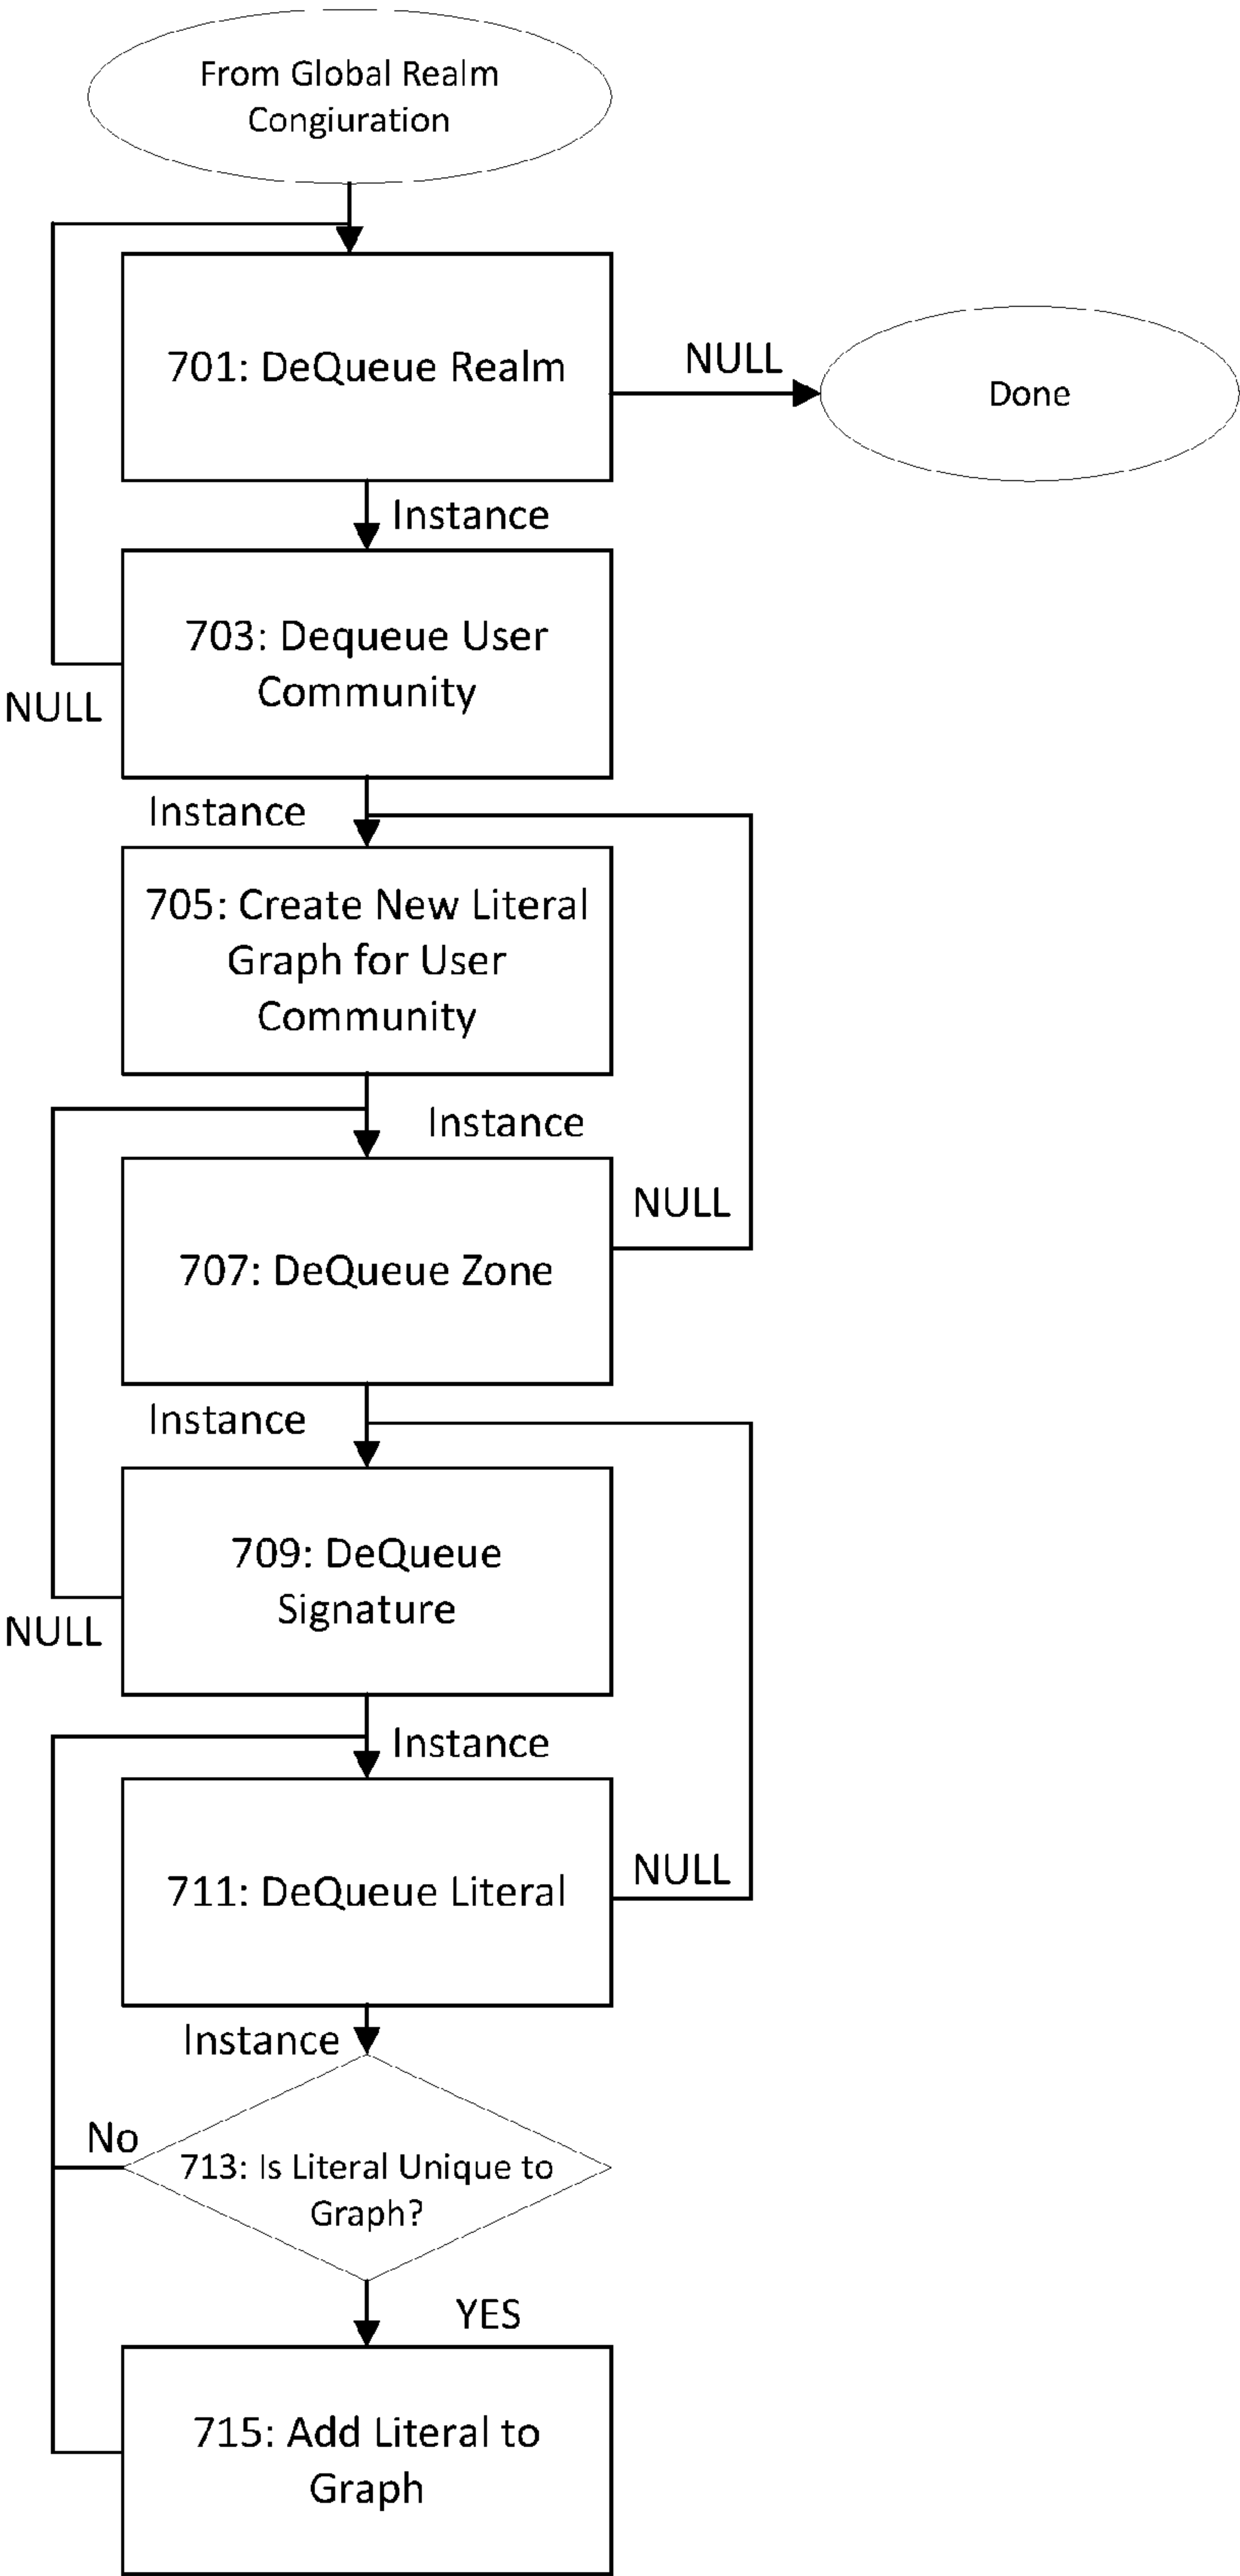 From Global Realm
Congiuration
701: DeQueue Realm
NULL
Done
Instance
703: Dequeue User
Community
NULL
Instance
705: Create New Literal
Graph for User
Community
Instance
NULL
707: DeQueue Zone
Instance
709: DeQueue
Signature
NULL
Instance
711: DeQueue Literal
NULL
Instance
No
713: Is Literal Unique to
Graph?
YES
715: Add Literal to
Graph